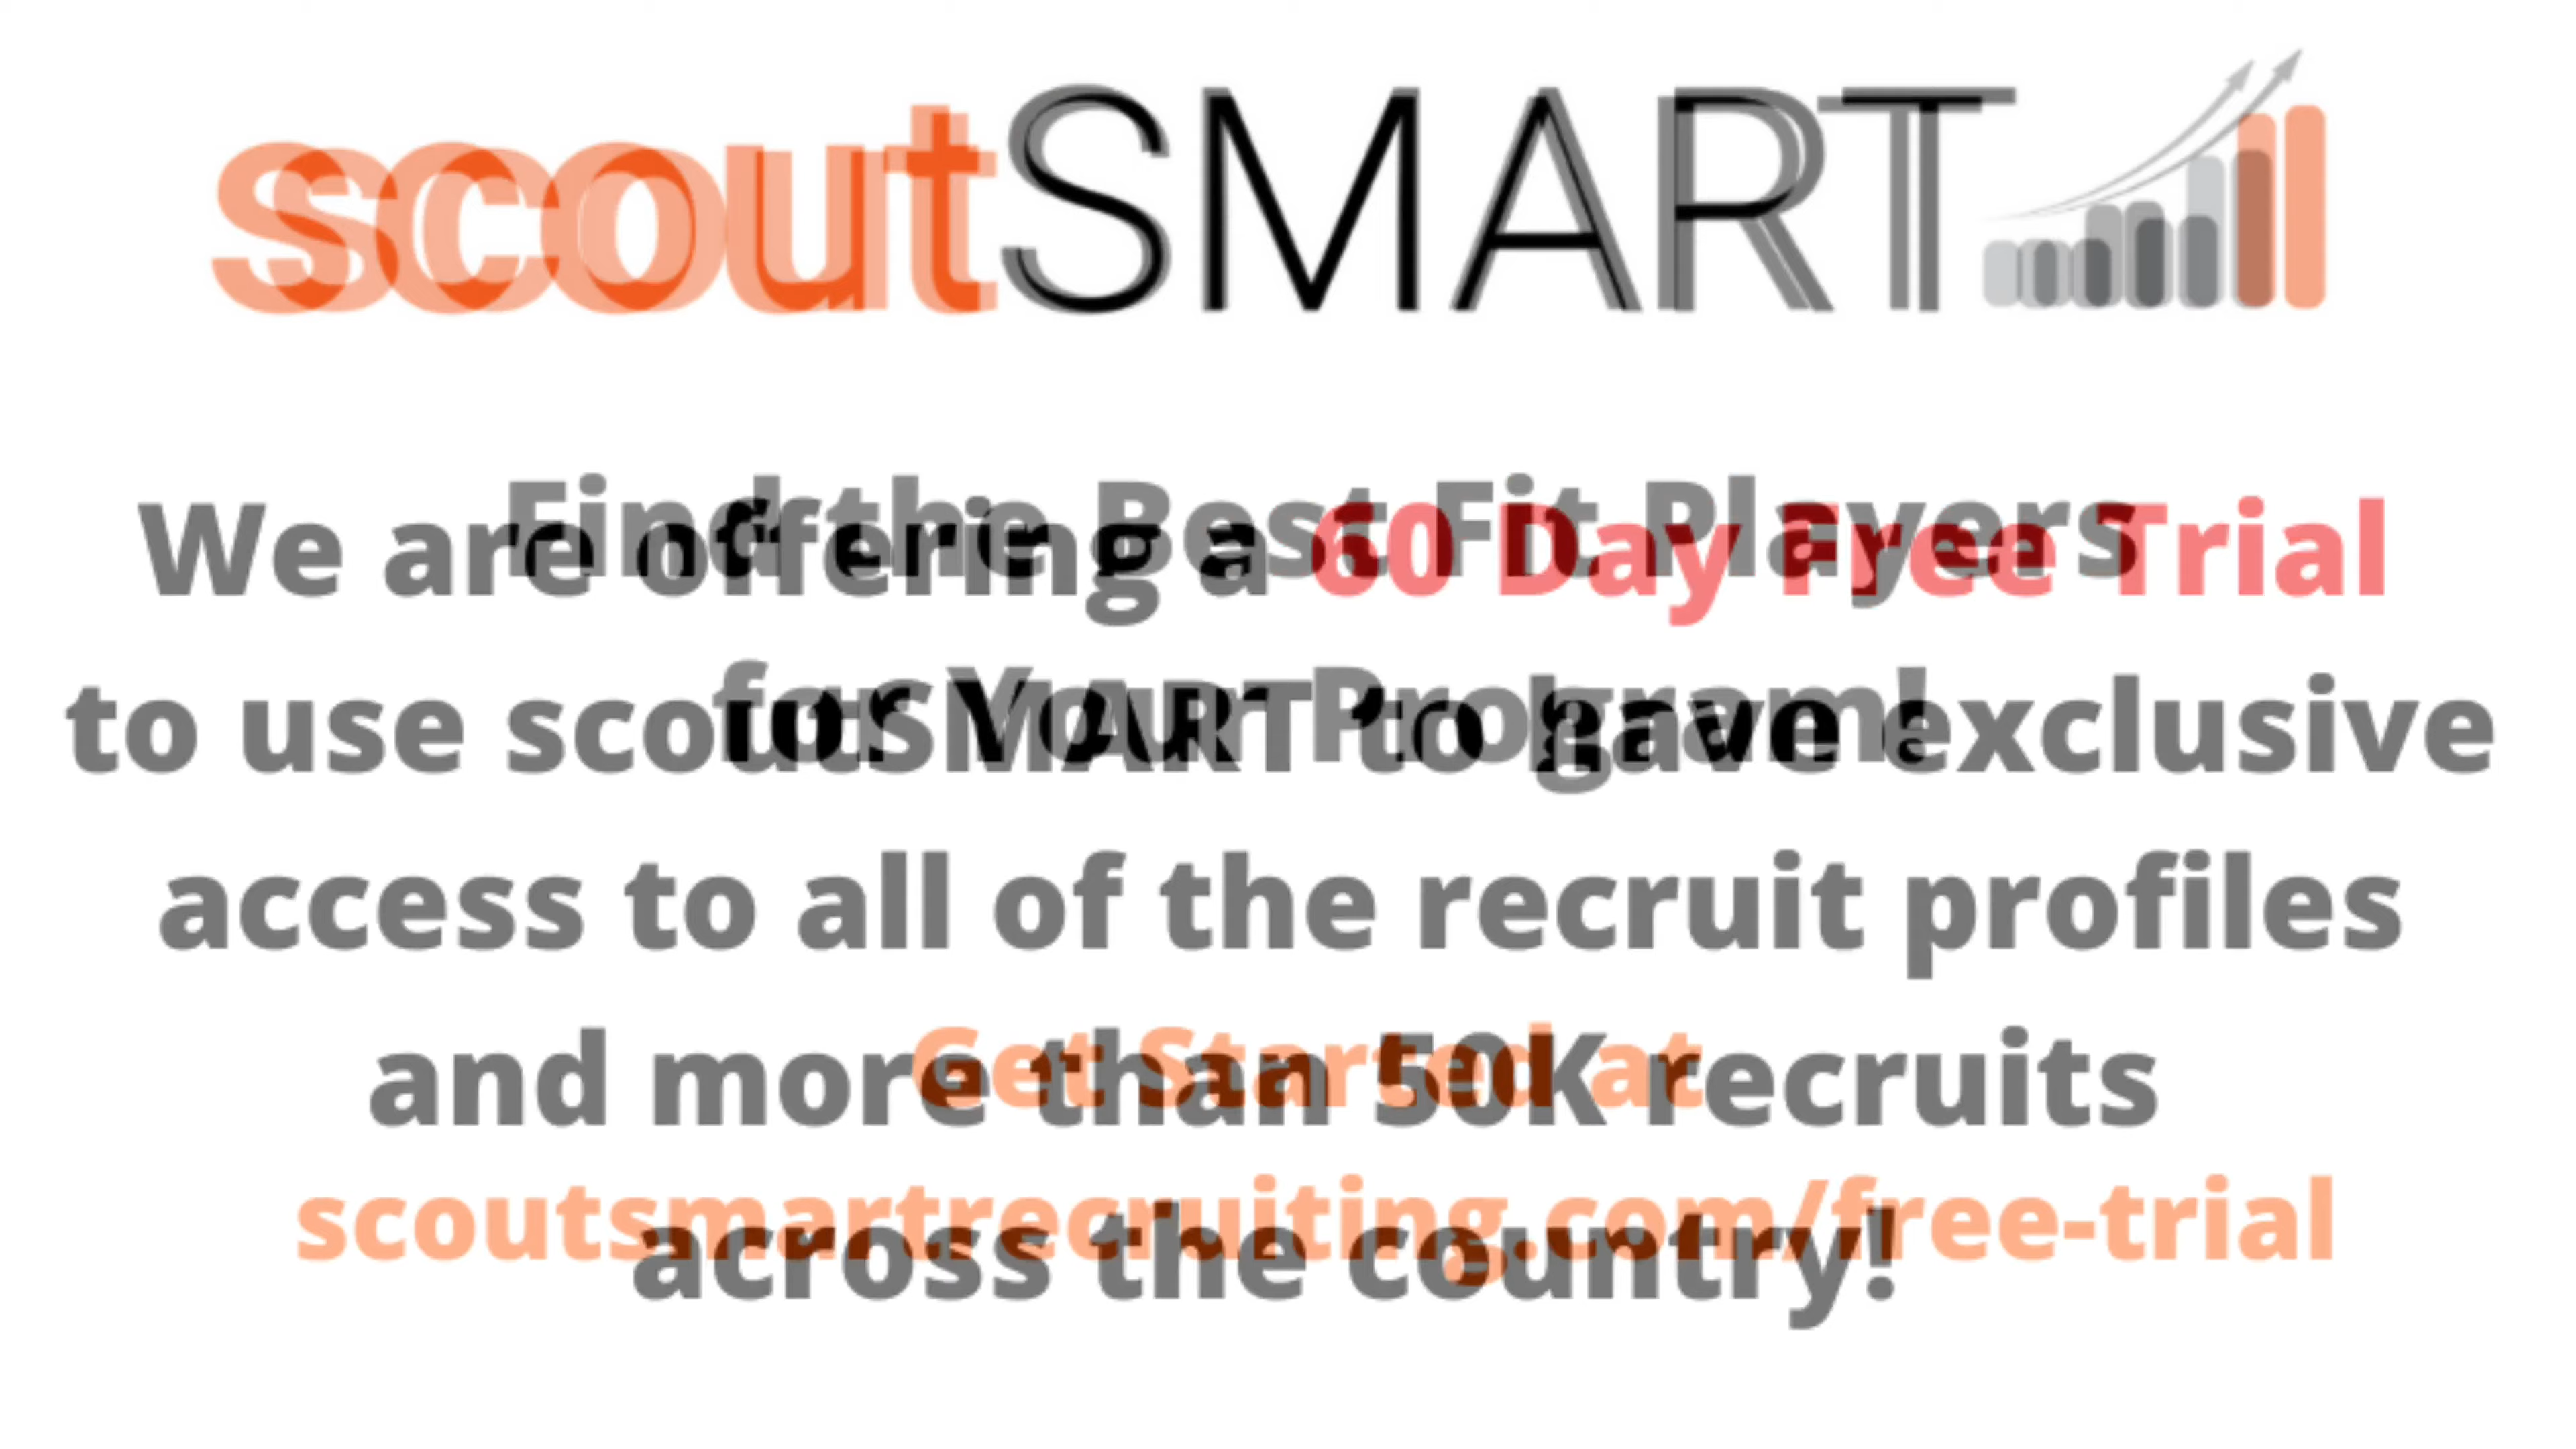 scoutSMART
We are offering a 60 Day Free Trial
to use scoutSMART to have exclusive
access to all of the recruit profiles
and more than 50K recruits
across the country!
Find the Best Fit Players
for Your Program!
Get Started at
scoutsmartrecruiting.com/free-trial